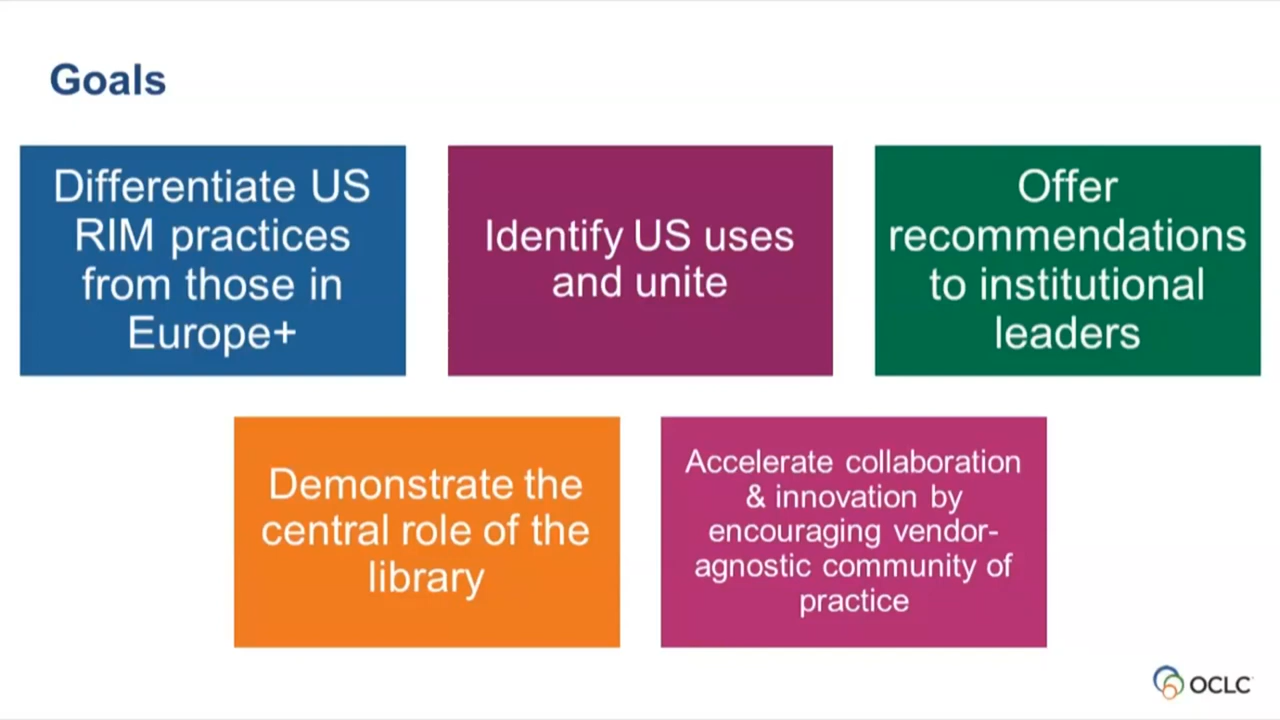 Goals
Differentiate US
RIM practices
from those in
Europe+
Identify US uses
and unite
Offer
recommendations
to institutional
leaders
Demonstrate the
central role of the
library
Accelerate collaboration
& innovation by
encouraging vendor-
agnostic community of
practice
OCLC